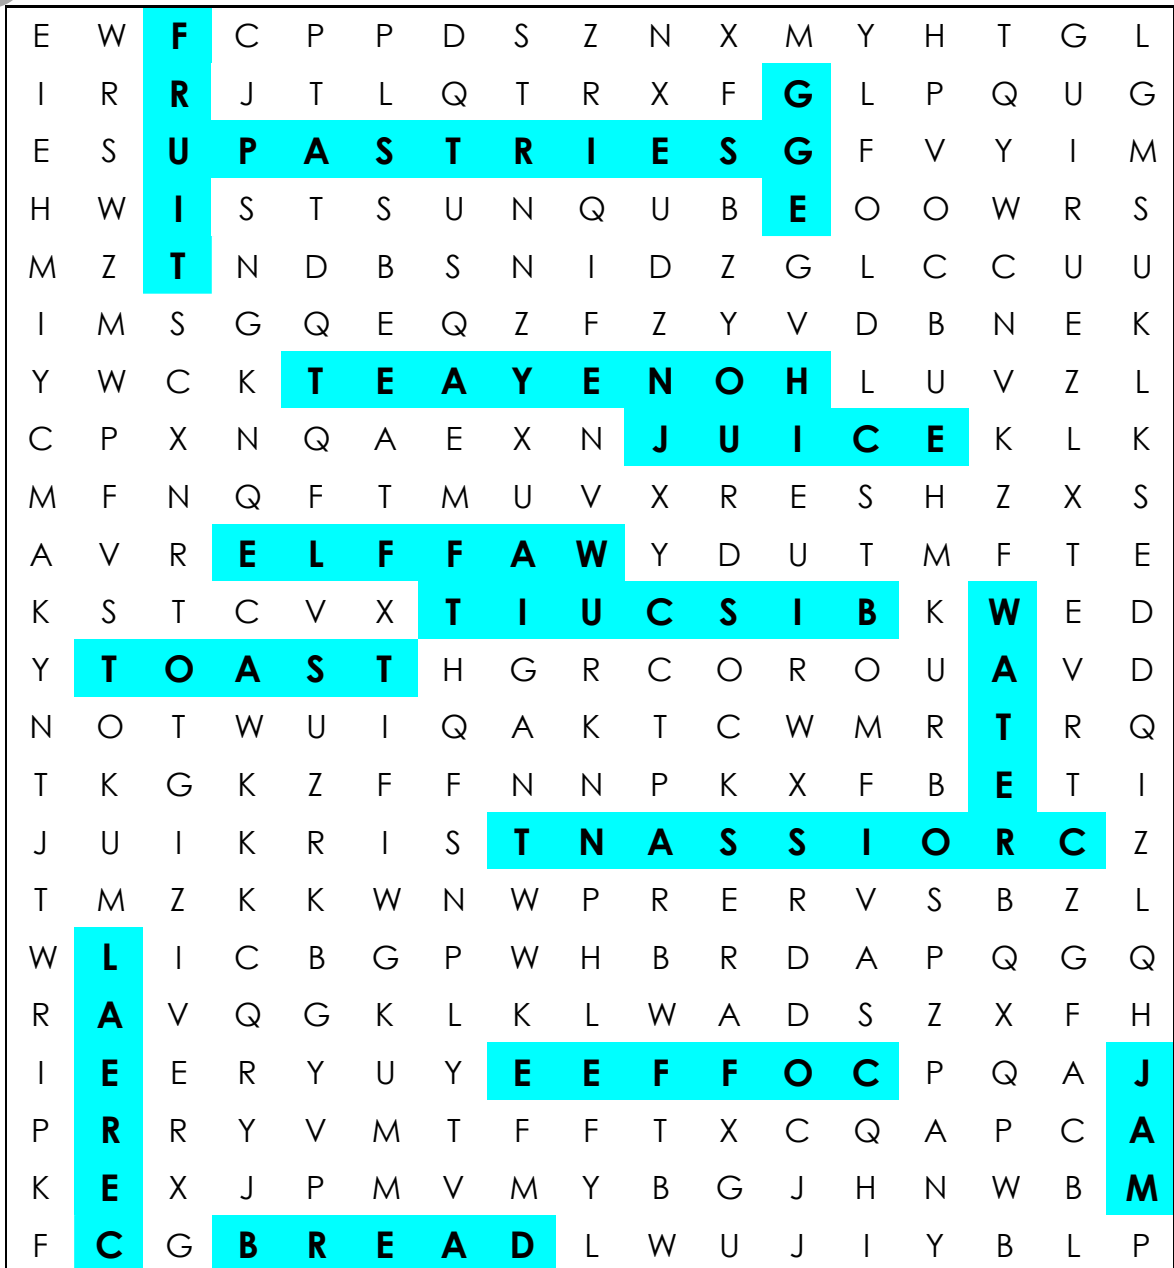 E W F C P P D S Z N X M Y H T G L
I R R J T L Q T R X F G L P Q U G
E S U P A S T R I E S G F V Y I M
H W I S T S U N Q U B E O O W R S
M Z T N D B S N I D Z G L C C U U
I M S G Q E Q Z F Z Y V D B N E K
Y W C K T E A Y E N O H L U V Z L
C P X N Q A E X N J U I C E K L K
M F N Q F T M U V X R E S H Z X S
A V R E L F F A W Y D U T M F T E
K S T C V X T I U C S I B K W E D
Y T O A S T H G R C O R O U A V D
N O T W U I Q A K T C W M R T R Q
T K G K Z F F N N P K X F B E T I
J U I K R I S T N A S S I O R C Z
T M Z K K W N W P R E R V S B Z L
W L I C B G P W H B R D A P Q G Q
R A V Q G K L K L W A D S Z X F H
I E E R Y U Y E E F F O C P Q A J
P R R Y V M T F F T X C Q A P C A
K E X J P M V M Y B G J H N W B M
F C G B R E A D L W U J I Y B L P